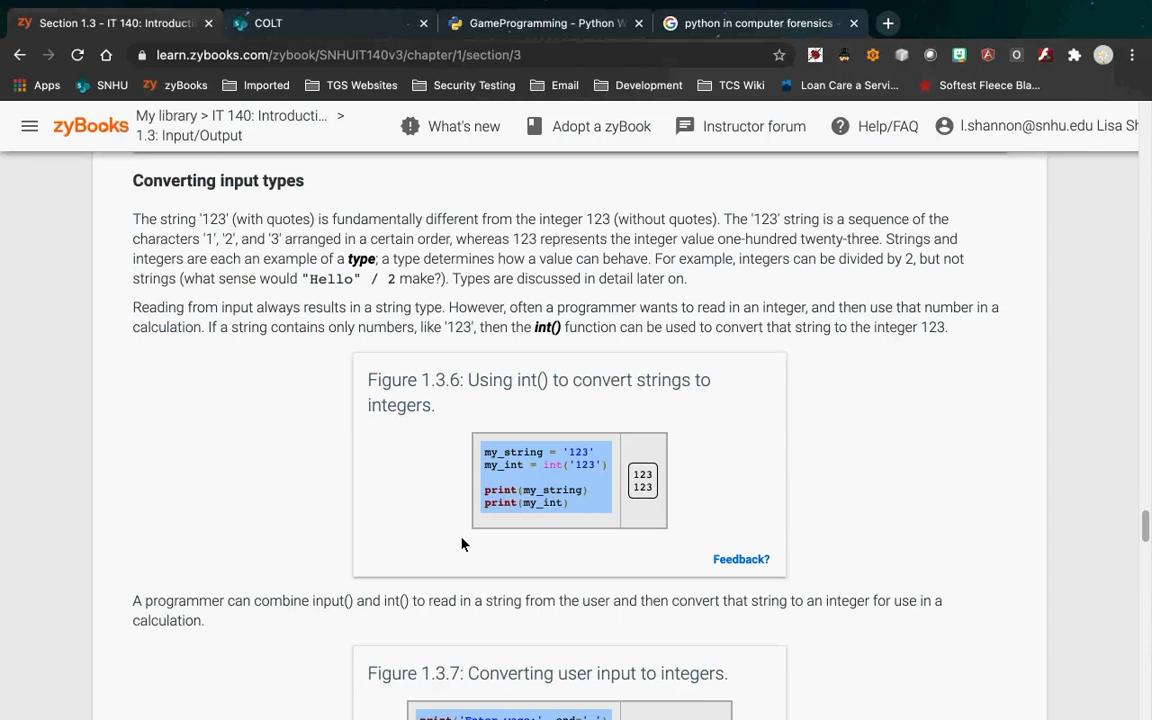 Section 1.3 - IT 140: Introducti
COLT
GameProgramming - Python W
python in computer forensics -
learn.zybooks.com/zybook/SNHUIT140v3/chapter/1/section/3
Apps
SNHU
zyBooks
Imported
TGS Websites
Security Testing
Email
Development
TCS Wiki
Loan Care a Servi...
Softest Fleece Bla...
zyBooks
My library > IT 140: Introducti... >
1.3: Input/Output
What's new
Adopt a zyBook
Instructor forum
Help/FAQ
l.shannon@snhu.edu Lisa Sh
Converting input types
The string '123' (with quotes) is fundamentally different from the integer 123 (without quotes). The '123' string is a sequence of the
characters '1', '2', and '3' arranged in a certain order, whereas 123 represents the integer value one-hundred twenty-three. Strings and
integers are each an example of a type; a type determines how a value can behave. For example, integers can be divided by 2, but not
strings (what sense would "Hello" / 2 make?). Types are discussed in detail later on.
Reading from input always results in a string type. However, often a programmer wants to read in an integer, and then use that number in a
calculation. If a string contains only numbers, like '123', then the int() function can be used to convert that string to the integer 123.
Figure 1.3.6: Using int() to convert strings to
integers.
my_string = '123'
my_int = int('123')
print(my_string)
print(my_int)
123
123
Feedback?
A programmer can combine input() and int() to read in a string from the user and then convert that string to an integer for use in a
calculation.
Figure 1.3.7: Converting user input to integers.